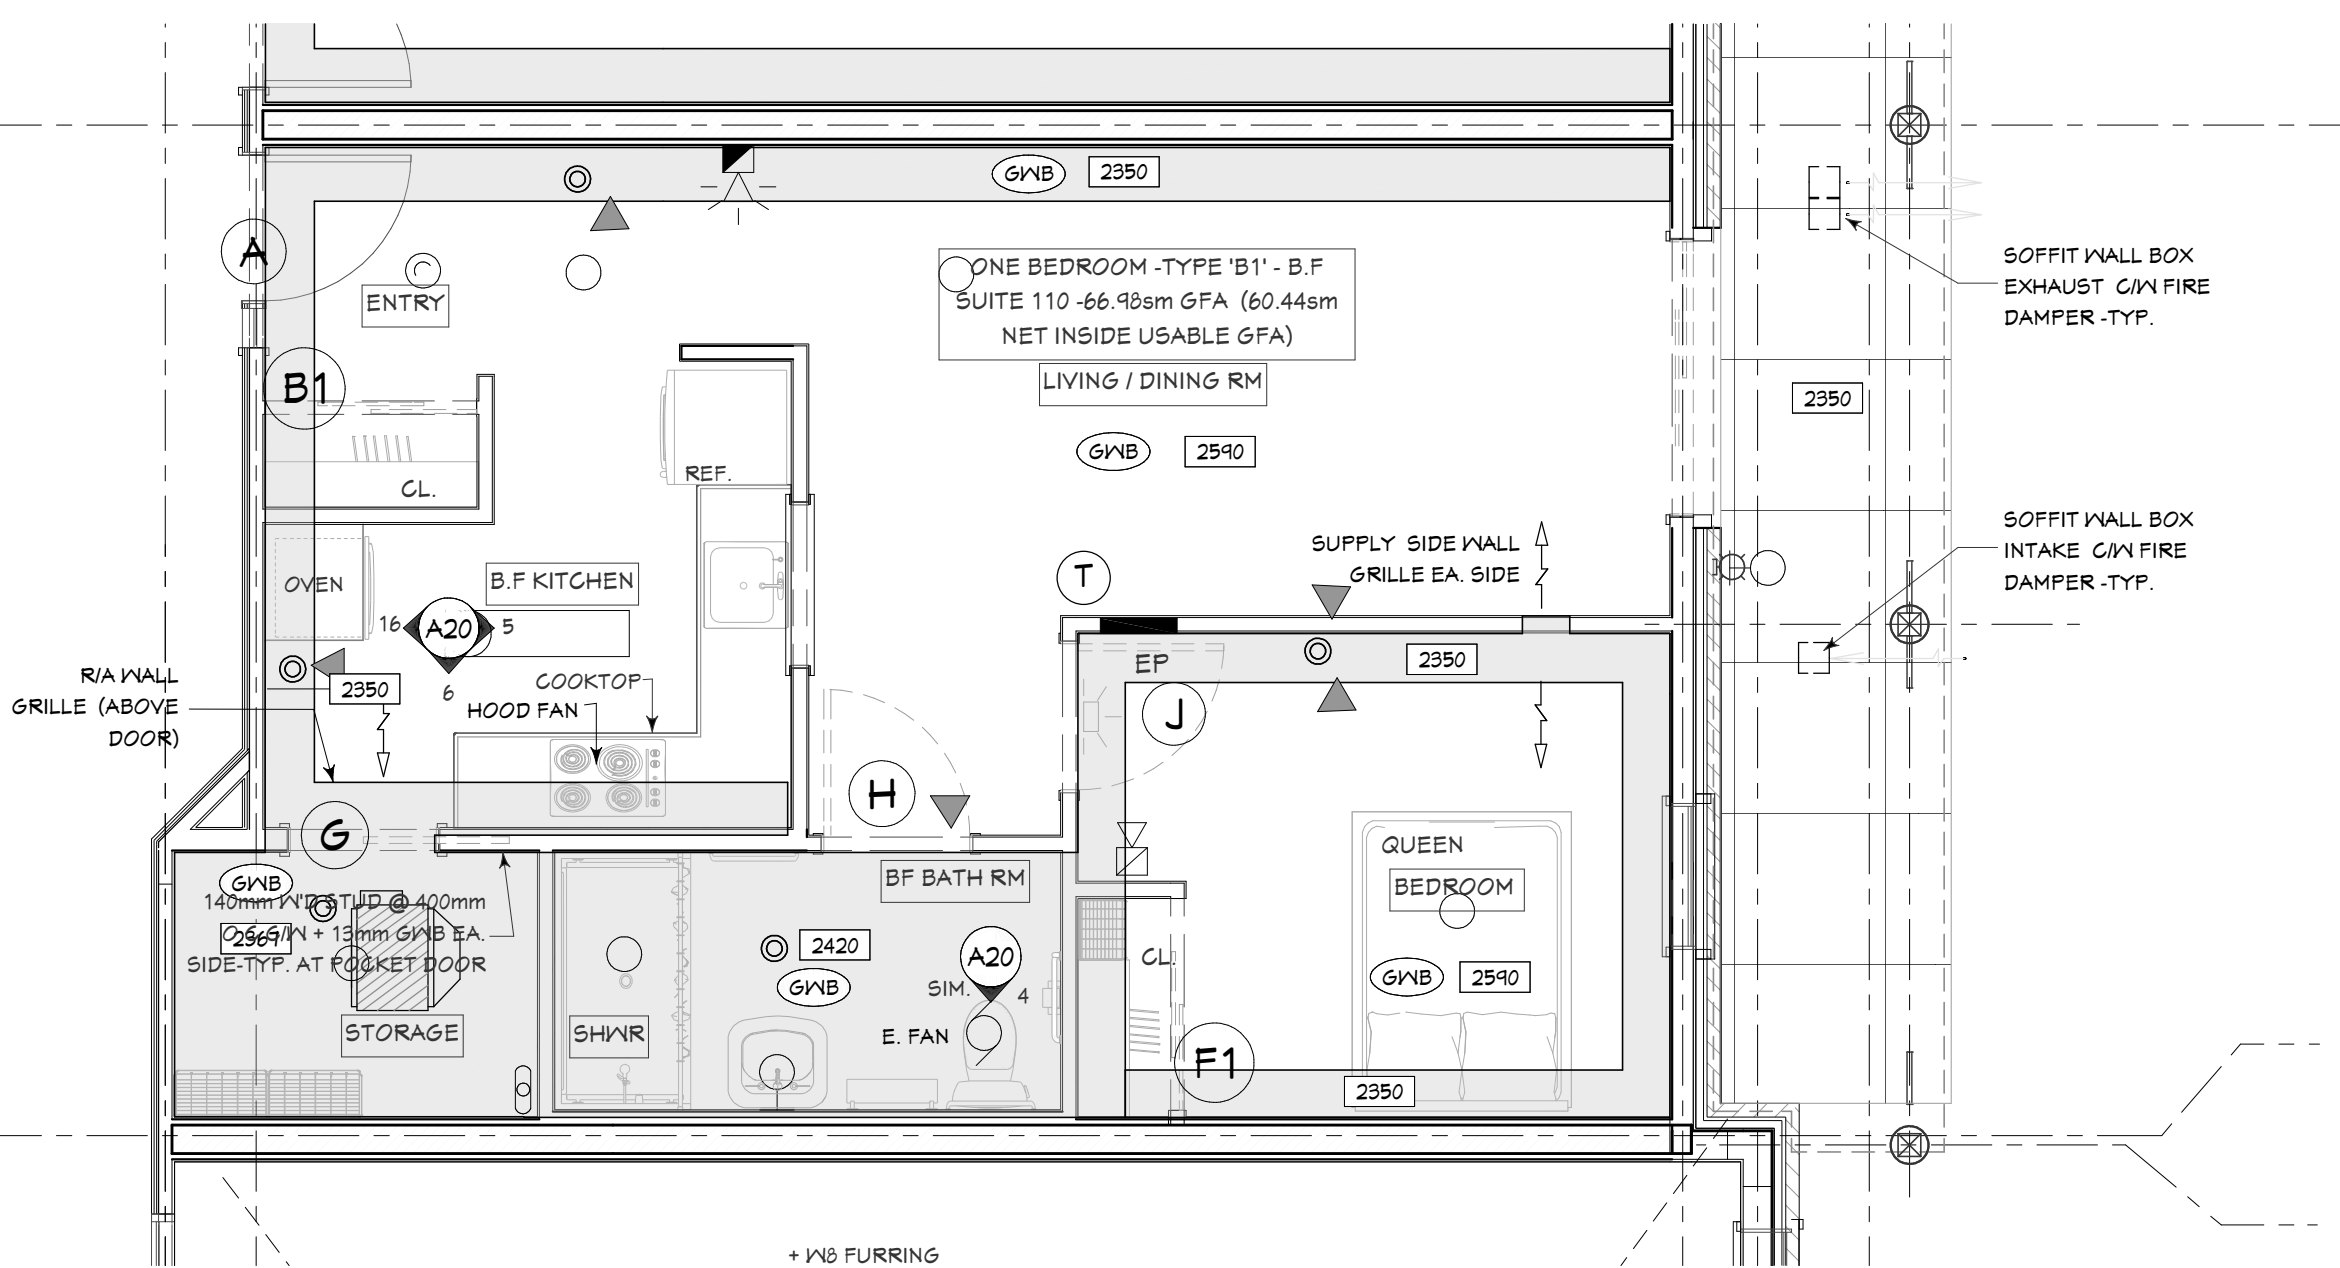 GWB 2350
A
ENTRY
ONE BEDROOM -TYPE 'B1' - B.F
SUITE 110 -66.98sm GFA (60.44sm
NET INSIDE USABLE GFA)
LIVING / DINING RM
GWB 2590
SOFFIT WALL BOX
EXHAUST C/W FIRE
DAMPER -TYP.
B1
CL.
REF.
2350
OVEN
B.F KITCHEN
16 A20 5
6
T
SUPPLY SIDE WALL
GRILLE EA. SIDE
SOFFIT WALL BOX
INTAKE C/W FIRE
DAMPER -TYP.
R/A WALL
GRILLE (ABOVE
DOOR)
2350
COOKTOP
HOOD FAN
EP
2350
J
H
G
GWB
140mm W'D STUD @ 400mm
O.C C/W + 13mm GWB EA.
SIDE-TYP. AT POCKET DOOR
STORAGE
SHWR
BF BATH RM
2420
GWB
A20
SIM. 4
E. FAN
QUEEN
BEDROOM
CL.
GWB 2590
F1
2350
+ W8 FURRING